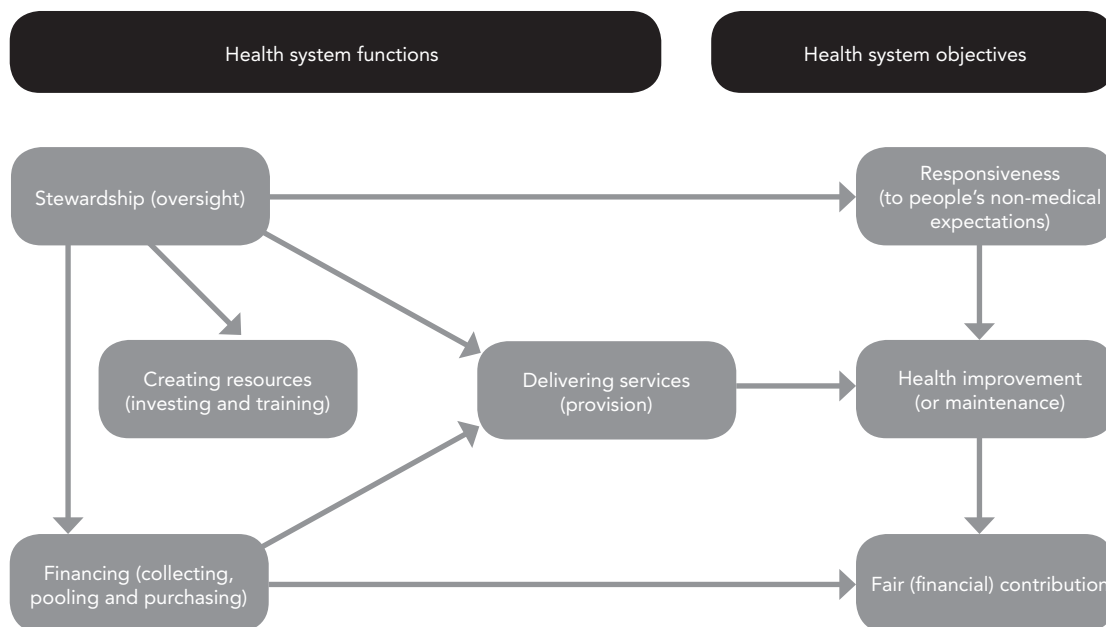 Health system functions
Health system objectives
Stewardship (oversight)
Responsiveness
(to people’s non-medical
expectations)
Creating resources
(investing and training)
Delivering services
(provision)
Health improvement
(or maintenance)
Financing (collecting,
pooling and purchasing)
Fair (financial) contribution